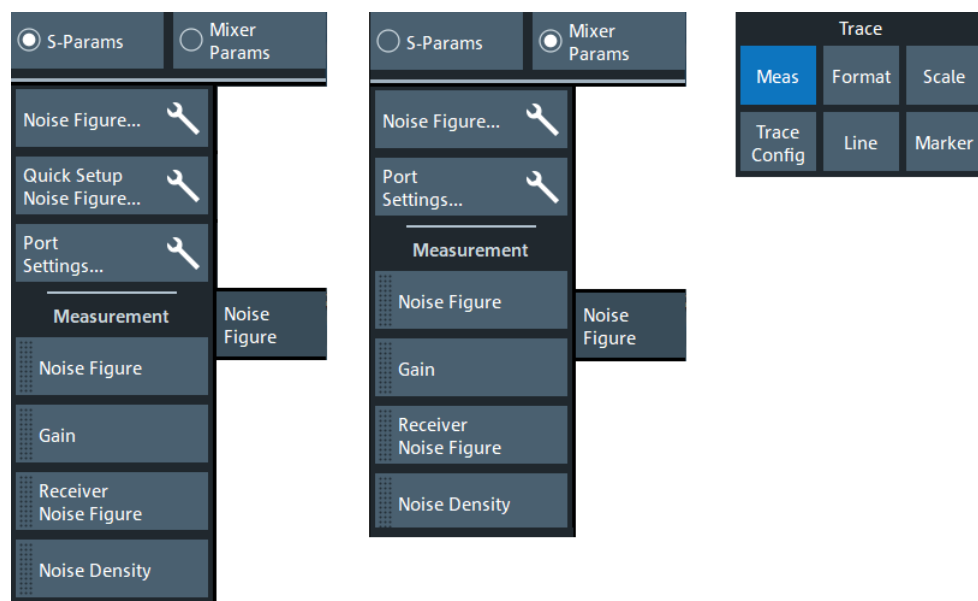 S-Params
Mixer
Params
Noise Figure...
Quick Setup
Noise Figure...
Port
Settings...
Measurement
Noise Figure
Gain
Receiver
Noise Figure
Noise Density
Noise
Figure
S-Params
Mixer
Params
Noise Figure...
Port
Settings...
Measurement
Noise Figure
Gain
Receiver
Noise Figure
Noise Density
Noise
Figure
Trace
Meas
Format
Scale
Trace
Config
Line
Marker